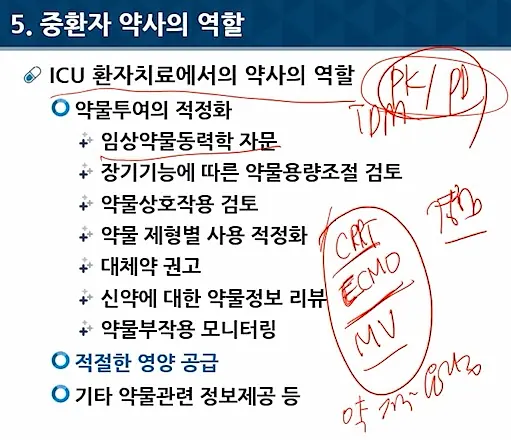 5. 중환자 약사의 역할
ICU 환자치료에서의 약사의 역할
PK/PD
TDM
약물투여의 적정화
임상약물동력학 자문
장기기능에 따른 약물용량조절 검토
약물상호작용 검토
약물 제형별 사용 적정화
대체약 권고
신약에 대한 약물정보 리뷰
약물부작용 모니터링
CRRT
ECMO
MV
적절한 영양 공급
기타 약물관련 정보제공 등
약